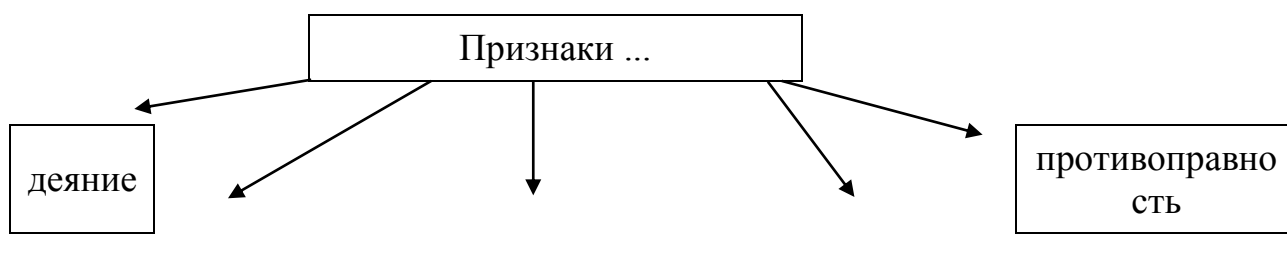 Признаки ...
деяние
противоправно
сть